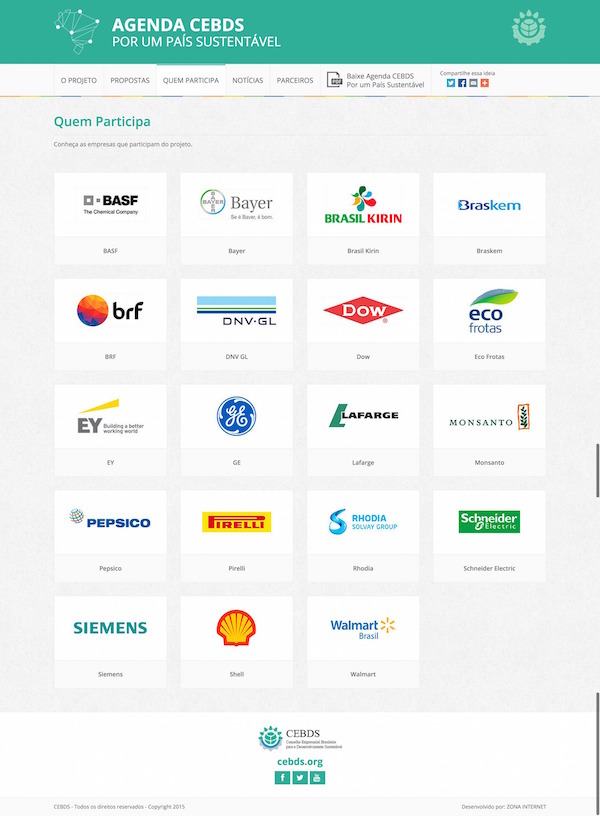 AGENDA CEBDS
POR UM PAÍS SUSTENTÁVEL
O PROJETO
PROPOSTAS
QUEM PARTICIPA
NOTÍCIAS
PARCEIROS
PDF
Baixe Agenda CEBDS
Por um País Sustentável
Compartilhe essa ideia
Quem Participa
Conheça as empresas que participam do projeto.
BASF
The Chemical Company
BASF
BAYER
BAYER
Bayer
Se é Bayer, é bom.
Bayer
BRASIL KIRIN
Brasil Kirin
Braskem
Braskem
brf
BRF
DNV·GL
DNV GL
DOW
Dow
eco
frotas
Eco Frotas
EY
Building a better
working world
EY
GE
GE
LAFARGE
Lafarge
MONSANTO
Monsanto
PEPSICO
Pepsico
PIRELLI
Pirelli
RHODIA
SOLVAY GROUP
Rhodia
Schneider
Electric
Schneider Electric
SIEMENS
Siemens
Shell
Walmart
Brasil
Walmart
CEBDS
Conselho Empresarial Brasileiro
para o Desenvolvimento Sustentável
cebds.org
You
Tube
CEBDS - Todos os direitos reservados - Copyright 2015
Desenvolvido por: ZONA INTERNET